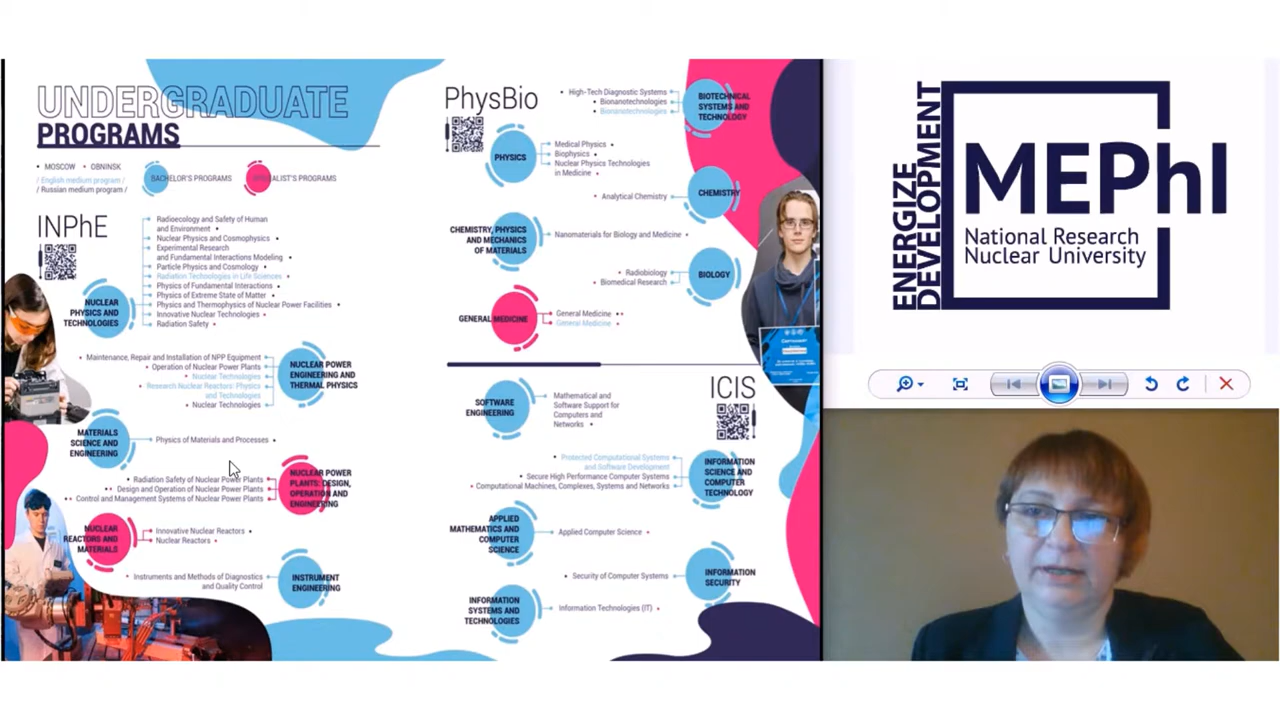 UNDERGRADUATE
PROGRAMS
• MOSCOW • OBNINSK
/ English medium program /
/ Russian medium program /
BACHELOR'S PROGRAMS
SPECIALIST'S PROGRAMS
INPhE
NUCLEAR
PHYSICS AND
TECHNOLOGIES
Radioecology and Safety of Human
and Environment •
Nuclear Physics and Cosmophysics •
Experimental Research
and Fundamental Interactions Modeling •
Particle Physics and Cosmology •
Radiation Technologies in Life Sciences •
Physics of Fundamental Interactions •
Physics of Extreme State of Matter •
Physics and Thermophysics of Nuclear Power Facilities •
Innovative Nuclear Technologies •
Radiation Safety •
• Maintenance, Repair and Installation of NPP Equipment
• Operation of Nuclear Power Plants
• Nuclear Technologies
• Research Nuclear Reactors: Physics
and Technologies
• Nuclear Technologies
NUCLEAR POWER
ENGINEERING AND
THERMAL PHYSICS
MATERIALS
SCIENCE AND
ENGINEERING
Physics of Materials and Processes •
• Radiation Safety of Nuclear Power Plants
•• Design and Operation of Nuclear Power Plants
• Control and Management Systems of Nuclear Power Plants
NUCLEAR POWER
PLANTS: DESIGN,
OPERATION AND
ENGINEERING
NUCLEAR
REACTORS AND
MATERIALS
Innovative Nuclear Reactors •
Nuclear Reactors •
• Instruments and Methods of Diagnostics
and Quality Control
INSTRUMENT
ENGINEERING
PhysBio
• High-Tech Diagnostic Systems
• Bionanotechnologies
• Bionanotechnologies
BIOTECHNICAL
SYSTEMS AND
TECHNOLOGY
PHYSICS
Medical Physics •
Biophysics •
Nuclear Physics Technologies
in Medicine •
• Analytical Chemistry
CHEMISTRY
CHEMISTRY, PHYSICS
AND MECHANICS
OF MATERIALS
Nanomaterials for Biology and Medicine •
• Radiobiology
• Biomedical Research
BIOLOGY
GENERAL MEDICINE
General Medicine ••
General Medicine •
ICIS
SOFTWARE
ENGINEERING
Mathematical and
Software Support for
Computers and
Networks •
• Protected Computational Systems
and Software Development
• Secure High Performance Computer Systems
• Computational Machines, Complexes, Systems and Networks
INFORMATION
SCIENCE AND
COMPUTER
TECHNOLOGY
APPLIED
MATHEMATICS AND
COMPUTER
SCIENCE
Applied Computer Science •
• Security of Computer Systems
INFORMATION
SECURITY
INFORMATION
SYSTEMS AND
TECHNOLOGIES
Information Technologies (IT) •
ENERGIZE
DEVELOPMENT
MEPhI
National Research
Nuclear University